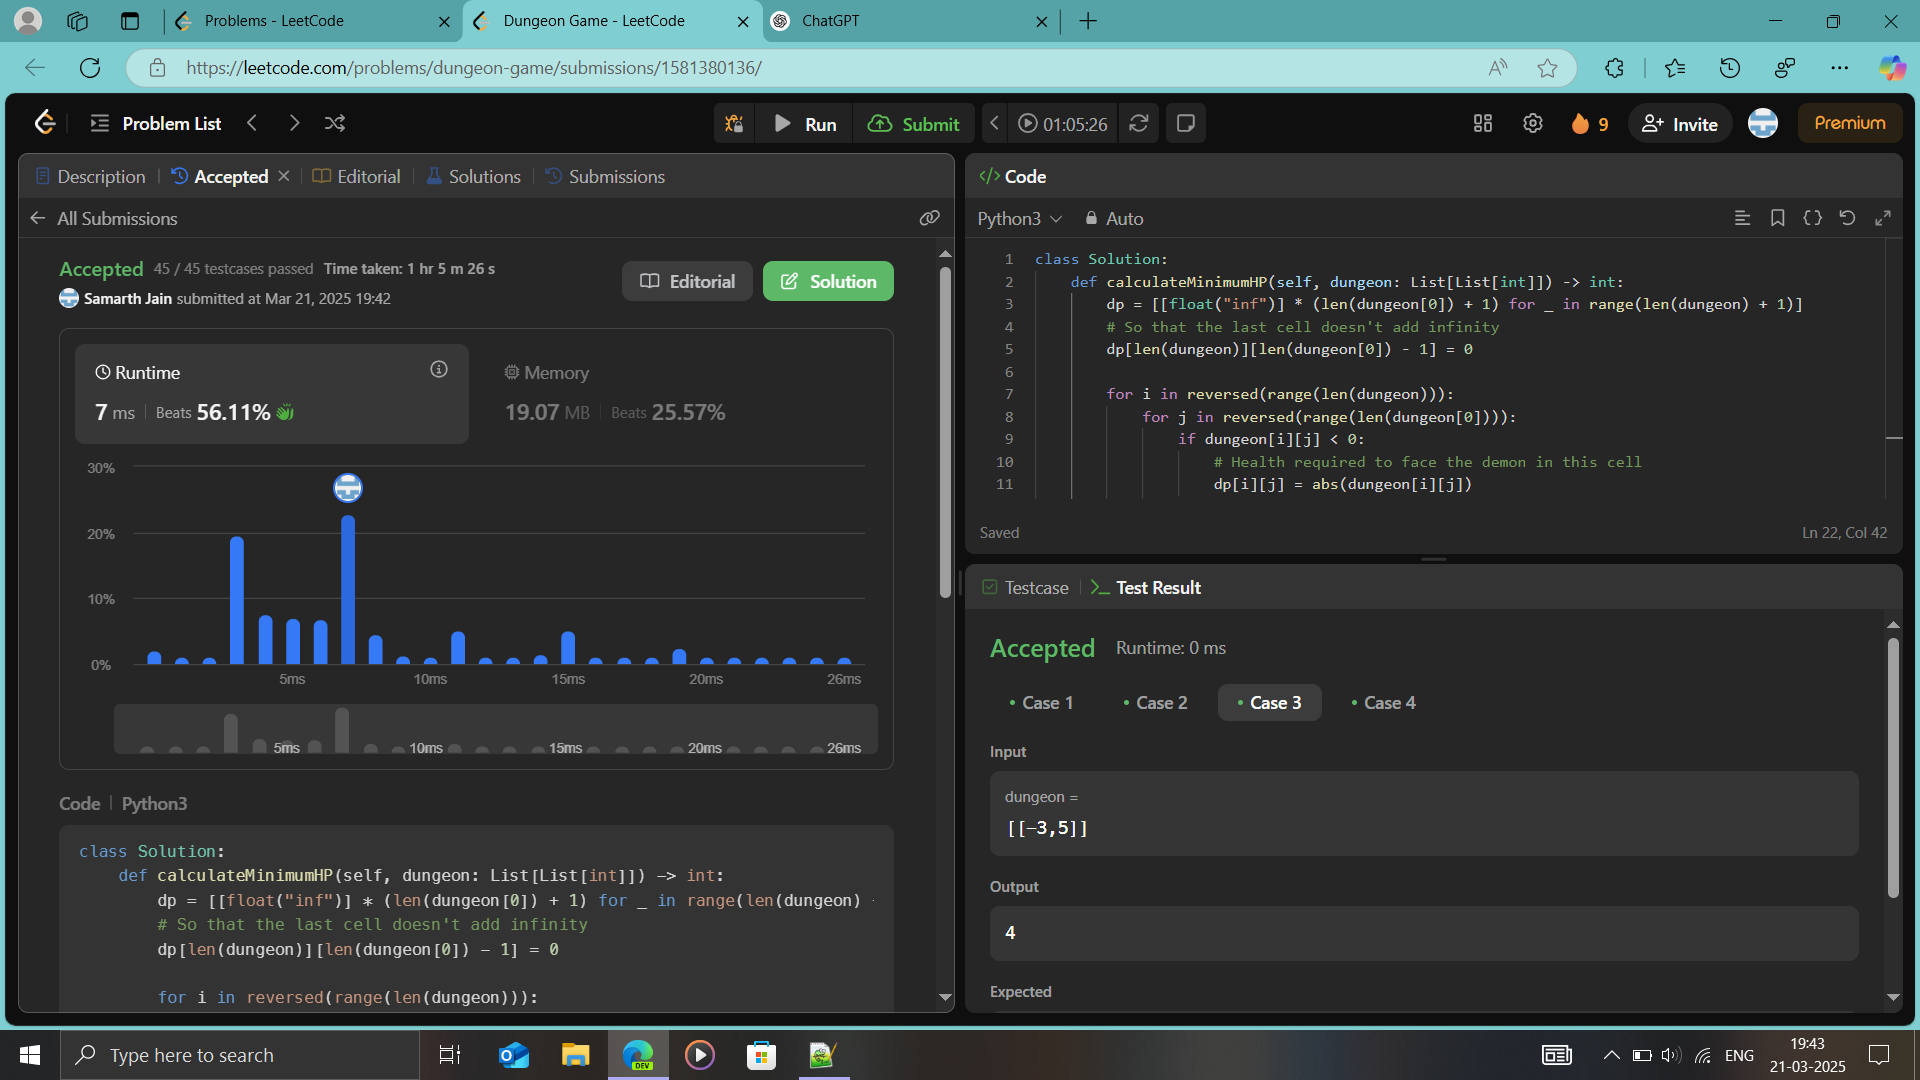 Problems - LeetCode
Dungeon Game - LeetCode
ChatGPT
https://leetcode.com/problems/dungeon-game/submissions/1581380136/
Problem List
Run
Submit
01:05:26
9
Invite
Premium
Description
Accepted
Editorial
Solutions
Submissions
All Submissions
Accepted 45 / 45 testcases passed Time taken: 1 hr 5 m 26 s
Samarth Jain submitted at Mar 21, 2025 19:42
Editorial
Solution
Runtime
7 ms Beats 56.11%
Memory
19.07 MB Beats 25.57%
30%
20%
10%
0%
5ms 10ms 15ms 20ms 26ms
5ms 10ms 15ms 20ms 26ms
Code | Python3
class Solution:
def calculateMinimumHP(self, dungeon: List[List[int]]) -> int:
dp = [[float("inf")] * (len(dungeon[0]) + 1) for _ in range(len(dungeon)
# So that the last cell doesn't add infinity
dp[len(dungeon)][len(dungeon[0]) - 1] = 0
for i in reversed(range(len(dungeon))):
</> Code
Python3
Auto
1 class Solution:
2 def calculateMinimumHP(self, dungeon: List[List[int]]) -> int:
3 dp = [[float("inf")] * (len(dungeon[0]) + 1) for _ in range(len(dungeon) + 1)]
4 # So that the last cell doesn't add infinity
5 dp[len(dungeon)][len(dungeon[0]) - 1] = 0
6
7 for i in reversed(range(len(dungeon))):
8 for j in reversed(range(len(dungeon[0]))):
9 if dungeon[i][j] < 0:
10 # Health required to face the demon in this cell
11 dp[i][j] = abs(dungeon[i][j])
Saved
Ln 22, Col 42
Testcase
Test Result
Accepted Runtime: 0 ms
• Case 1 • Case 2 • Case 3 • Case 4
Input
dungeon =
[[-3,5]]
Output
4
Expected
Type here to search
DEV
ENG
19:43
21-03-2025